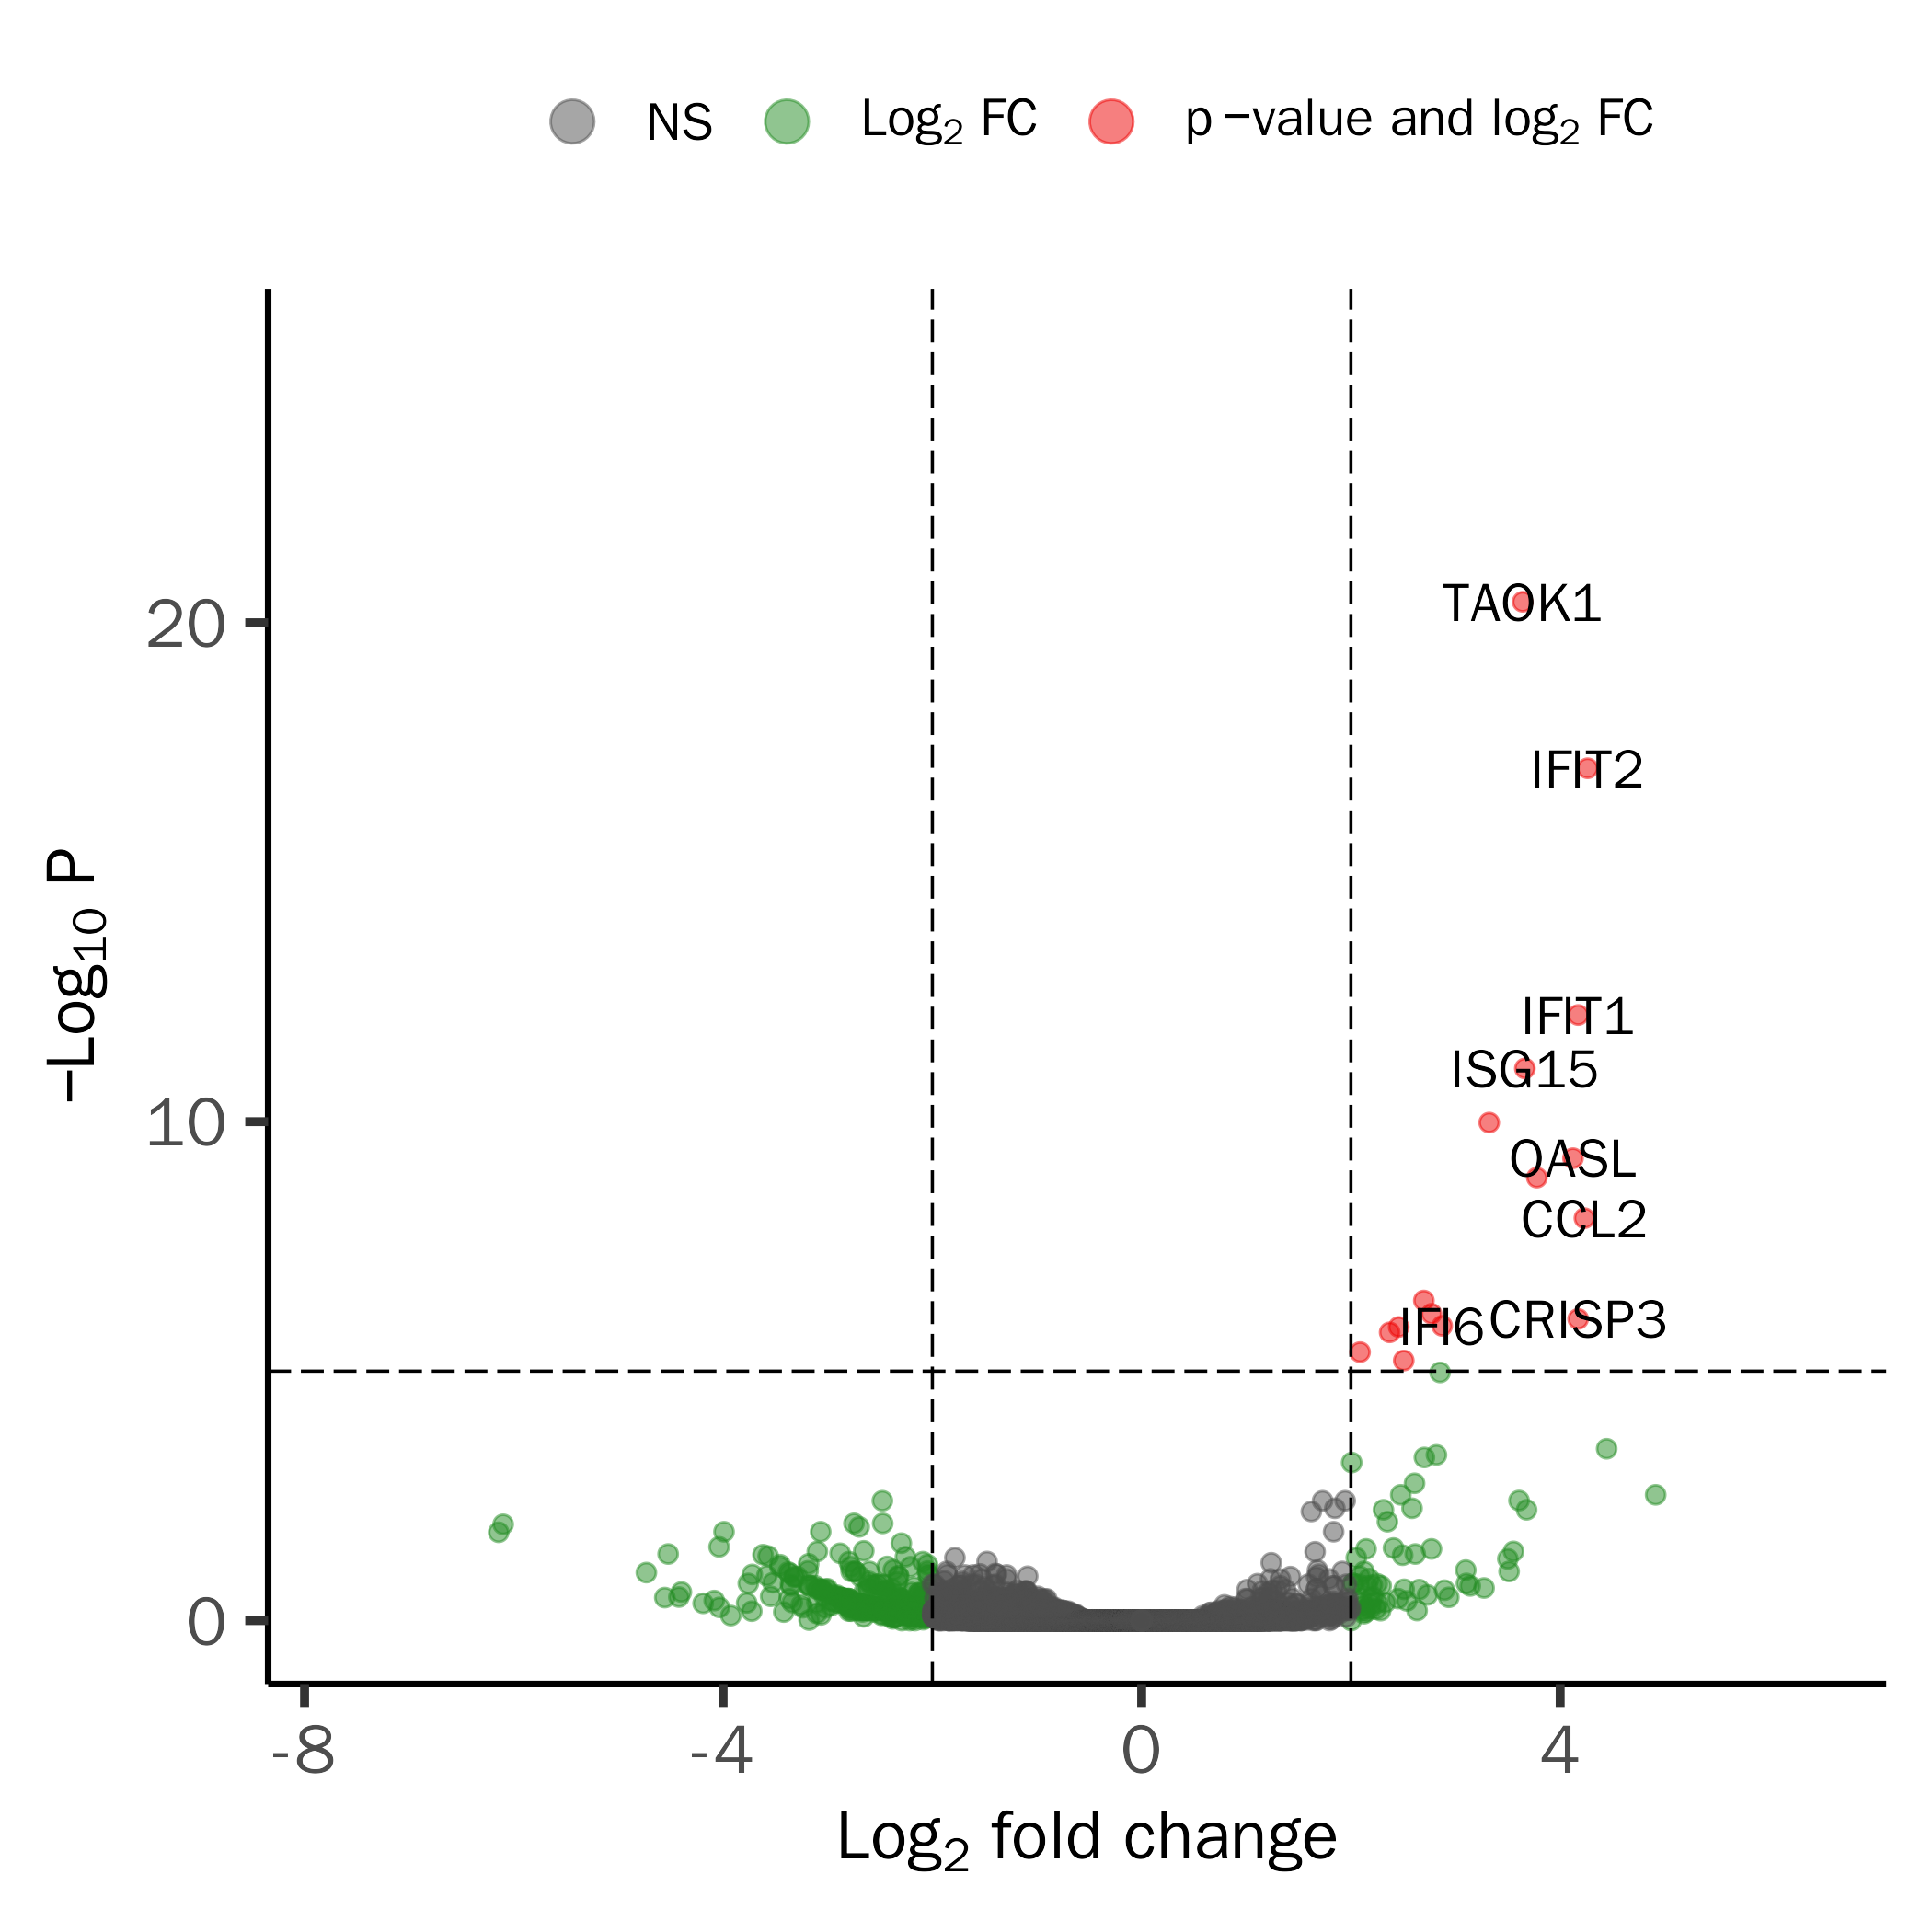 NS Log₂ FC p −value and log₂ FC
TAOK1
20
IFIT2
−Log₁₀ P
IFIT1
ISG15
10
OASL
CCL2
IFI6 CRISP3
0
-8 -4 0 4
Log₂ fold change